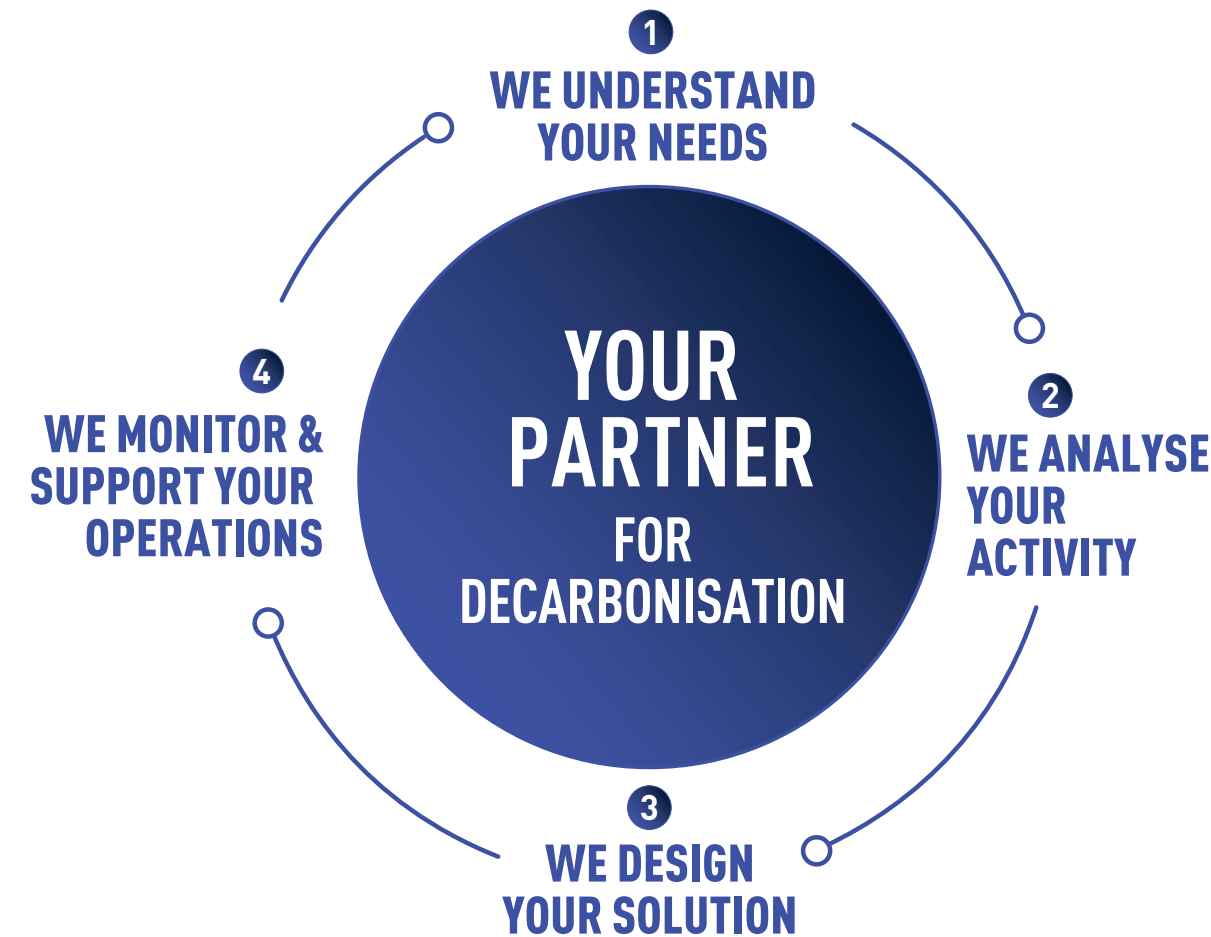 1
WE UNDERSTAND
YOUR NEEDS
2
WE ANALYSE
YOUR
ACTIVITY
3
WE DESIGN
YOUR SOLUTION
4
WE MONITOR &
SUPPORT YOUR
OPERATIONS
YOUR
PARTNER
FOR
DECARBONISATION